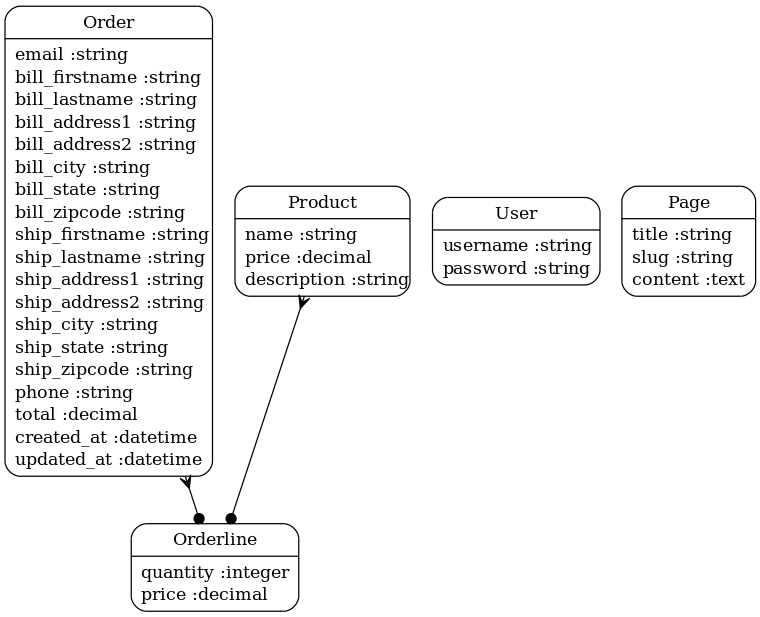 Order
email :string
bill_firstname :string
bill_lastname :string
bill_address1 :string
bill_address2 :string
bill_city :string
bill_state :string
bill_zipcode :string
ship_firstname :string
ship_lastname :string
ship_address1 :string
ship_address2 :string
ship_city :string
ship_state :string
ship_zipcode :string
phone :string
total :decimal
created_at :datetime
updated_at :datetime
Product
name :string
price :decimal
description :string
User
username :string
password :string
Page
title :string
slug :string
content :text
Orderline
quantity :integer
price :decimal